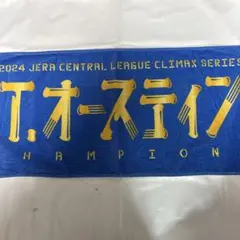 2024 JERA CENTRAL LEAGUE CLIMAX SERIES
T.オースティン
HAMPION